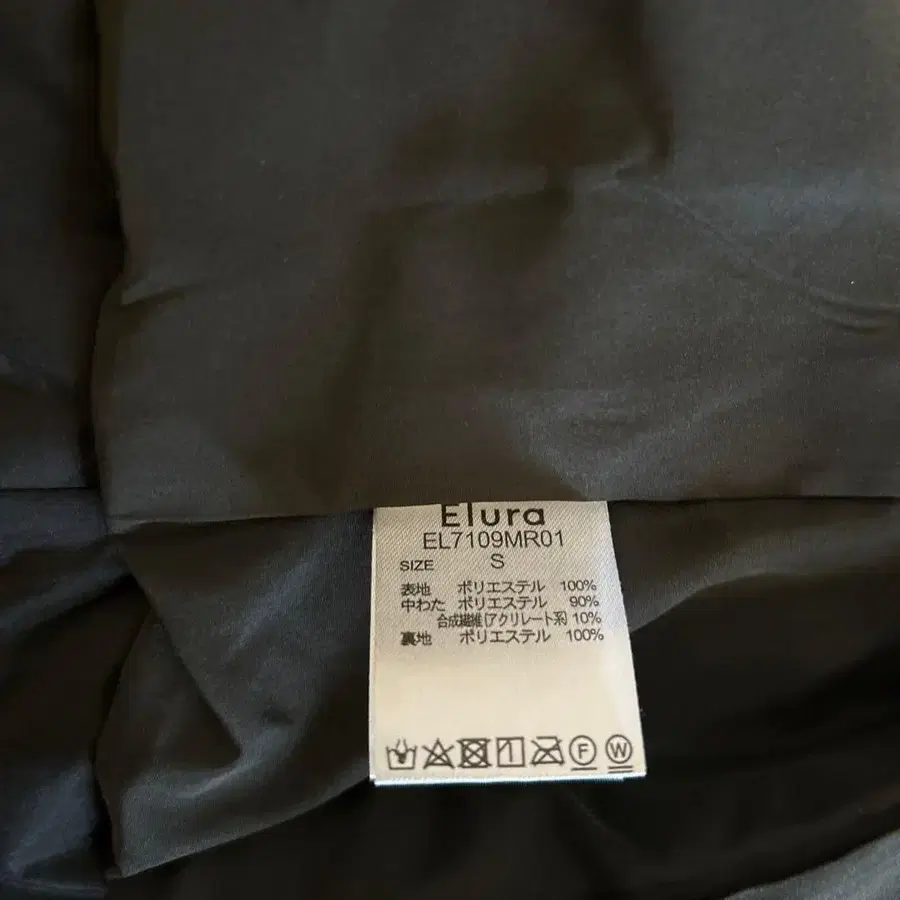 Elura
EL7109MR01
SIZE S
表地 ポリエステル 100%
中わた ポリエステル 90%
合成繊維(アクリレート系) 10%
裏地 ポリエステル 100%
F W